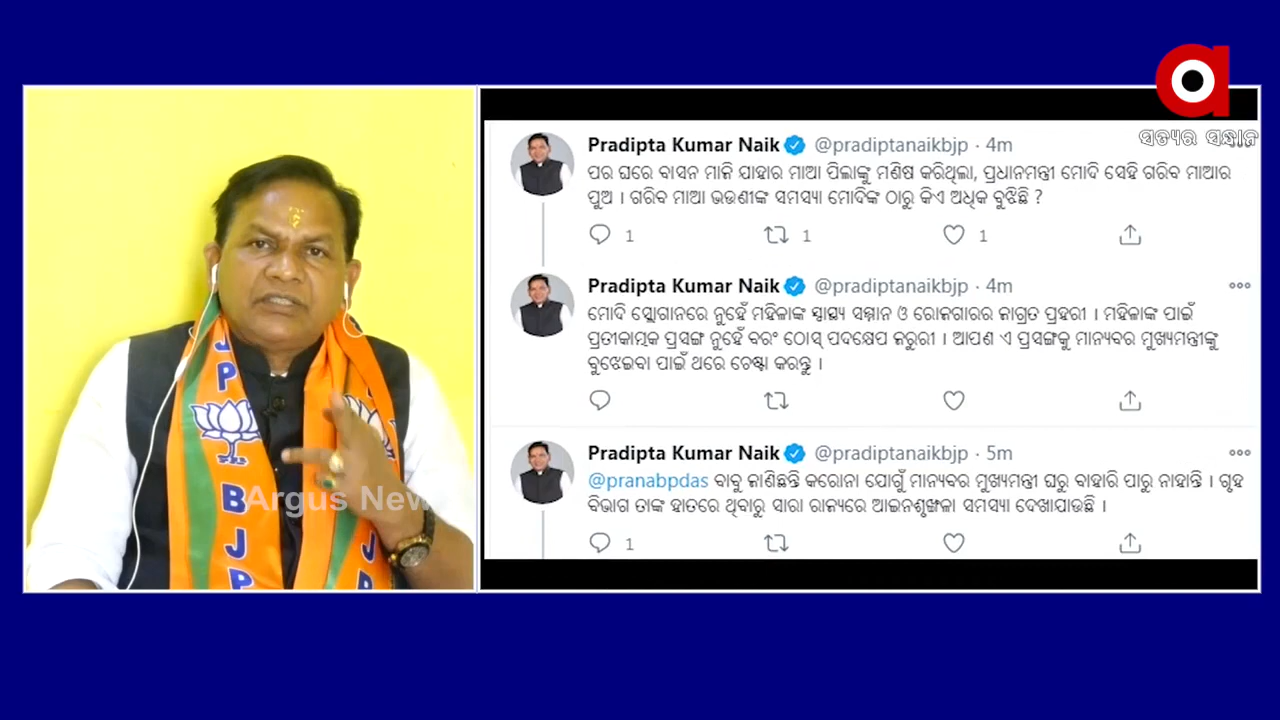 ସତ୍ୟର ସନ୍ଧାନ
Pradipta Kumar Naik @pradiptanaikbjp · 4m
ପର ଘରେ ବାସନ ମାଜି ଯାହାର ମାଆ ପିଲାଙ୍କୁ ମଣିଷ କରିଥିଲା, ପ୍ରଧାନମନ୍ତ୍ରୀ ମୋଦି ସେହି ଗରିବ ମାଆର
ପୁଅ । ଗରିବ ମାଆ ଭଉଣୀଙ୍କ ସମସ୍ୟା ମୋଦିଙ୍କ ଠାରୁ କିଏ ଅଧିକ ବୁଝିଛି ?
1 1 1
Pradipta Kumar Naik @pradiptanaikbjp · 4m
ମୋଦି ସ୍ଲୋଗାନରେ ନୁହେଁ ମହିଳାଙ୍କ ସ୍ୱାସ୍ଥ୍ୟ ସମ୍ମାନ ଓ ରୋଜଗାରର ଜାଗ୍ରତ ପ୍ରହରୀ । ମହିଳାଙ୍କ ପାଇଁ
ପ୍ରତୀକାତ୍ମକ ପ୍ରସଙ୍ଗ ନୁହେଁ ବରଂ ଠୋସ୍ ପଦକ୍ଷେପ ଜରୁରୀ । ଆପଣ ଏ ପ୍ରସଙ୍ଗକୁ ମାନ୍ୟବର ମୁଖ୍ୟମନ୍ତ୍ରୀଙ୍କୁ
ବୁଝେଇବା ପାଇଁ ଥରେ ଚେଷ୍ଟା କରନ୍ତୁ ।
Pradipta Kumar Naik @pradiptanaikbjp · 5m
@pranabpdas ବାବୁ ଜାଣିଛନ୍ତି କରୋନା ଯୋଗୁଁ ମାନ୍ୟବର ମୁଖ୍ୟମନ୍ତ୍ରୀ ଘରୁ ବାହାରି ପାରୁ ନାହାନ୍ତି । ଗୃହ
ବିଭାଗ ତାଙ୍କ ହାତରେ ଥିବାରୁ ସାରା ରାଜ୍ୟରେ ଆଇନଶୃଙ୍ଖଳା ସମସ୍ୟା ଦେଖାଯାଉଛି ।
1
JP
BJP
JP
Argus New